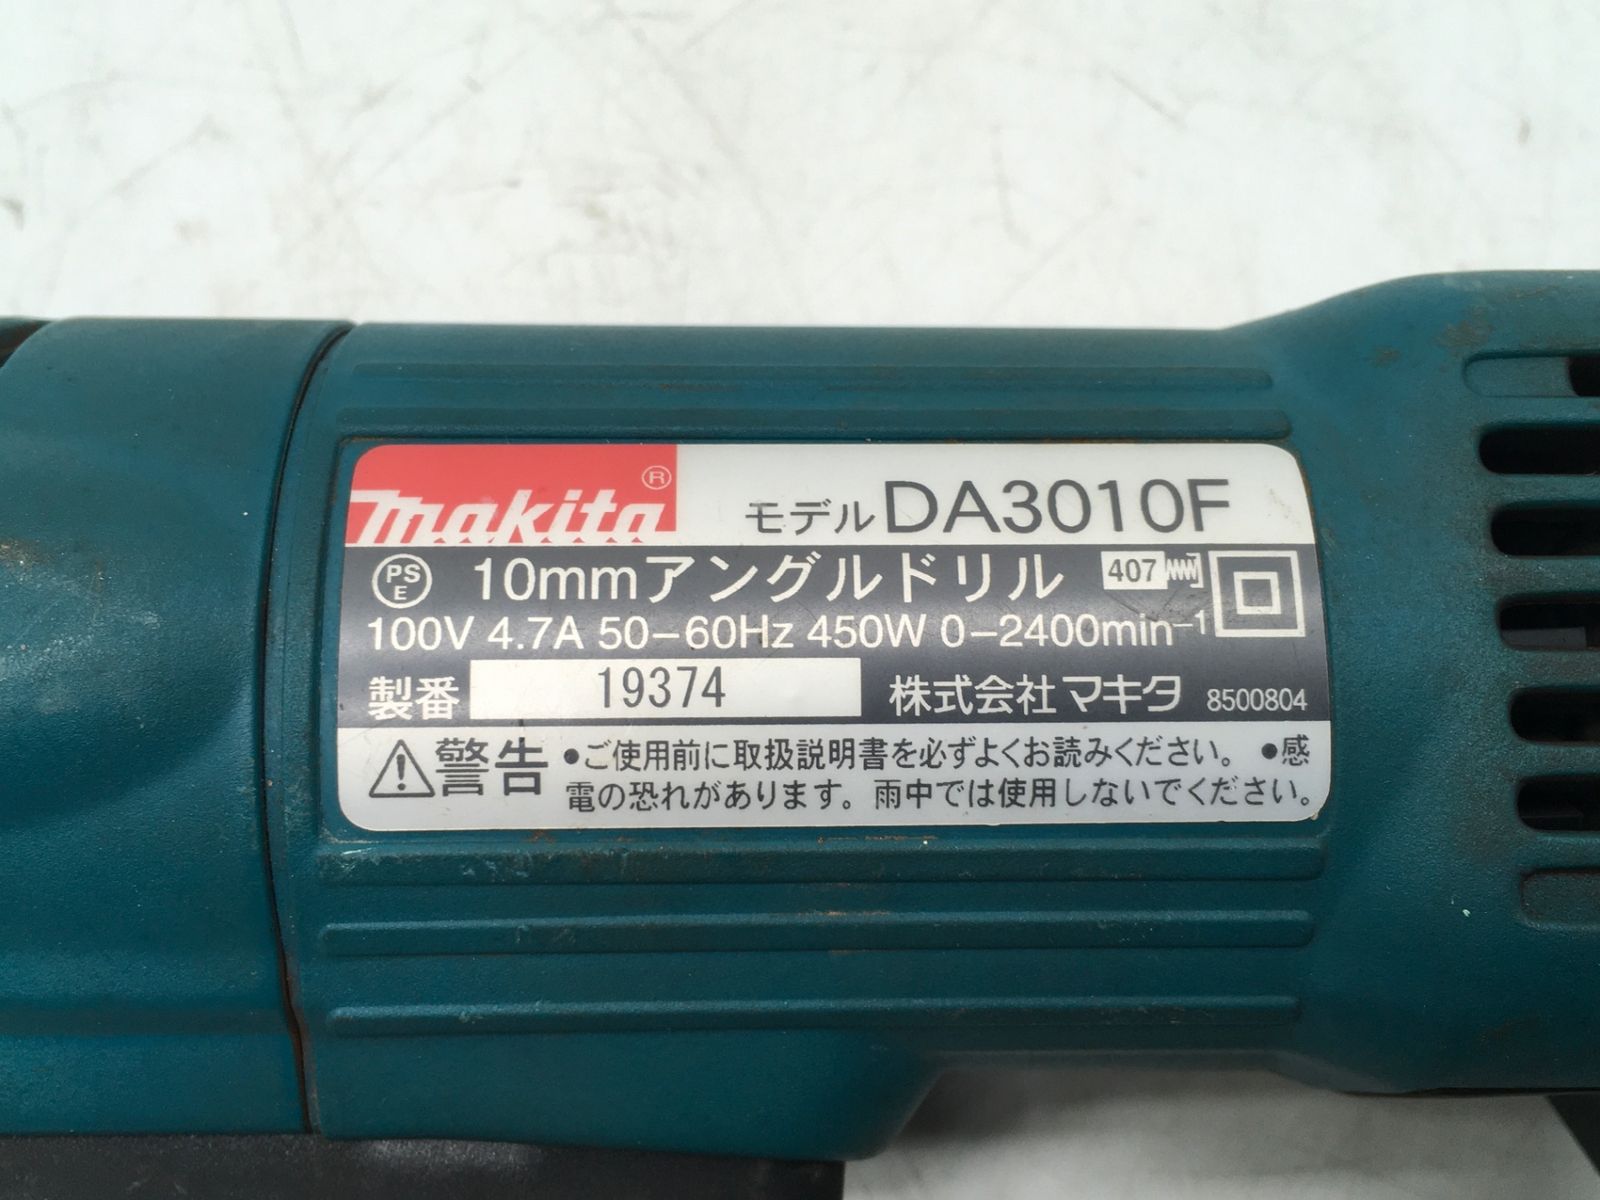 makita®
モデル DA3010F
PSE 10mmアングルドリル 407
100V 4.7A 50-60Hz 450W 0-2400min⁻¹
製番 19374 株式会社マキタ 8500804
⚠警告 ●ご使用前に取扱説明書を必ずよくお読みください。 ●感
電の恐れがあります。雨中では使用しないでください。